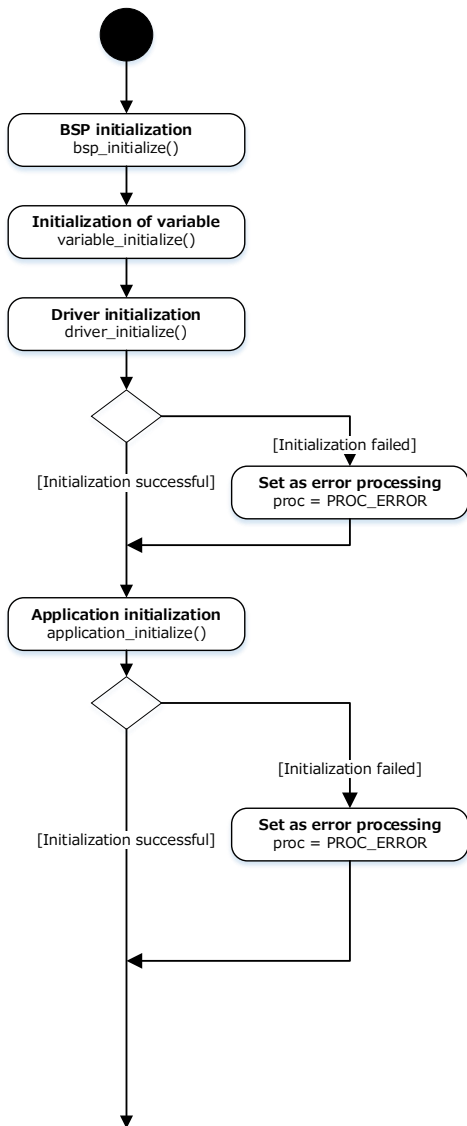 BSP initialization
bsp_initialize()
Initialization of variable
variable_initialize()
Driver initialization
driver_initialize()
[Initialization failed]
[Initialization successful]
Set as error processing
proc = PROC_ERROR
Application initialization
application_initialize()
[Initialization failed]
[Initialization successful]
Set as error processing
proc = PROC_ERROR